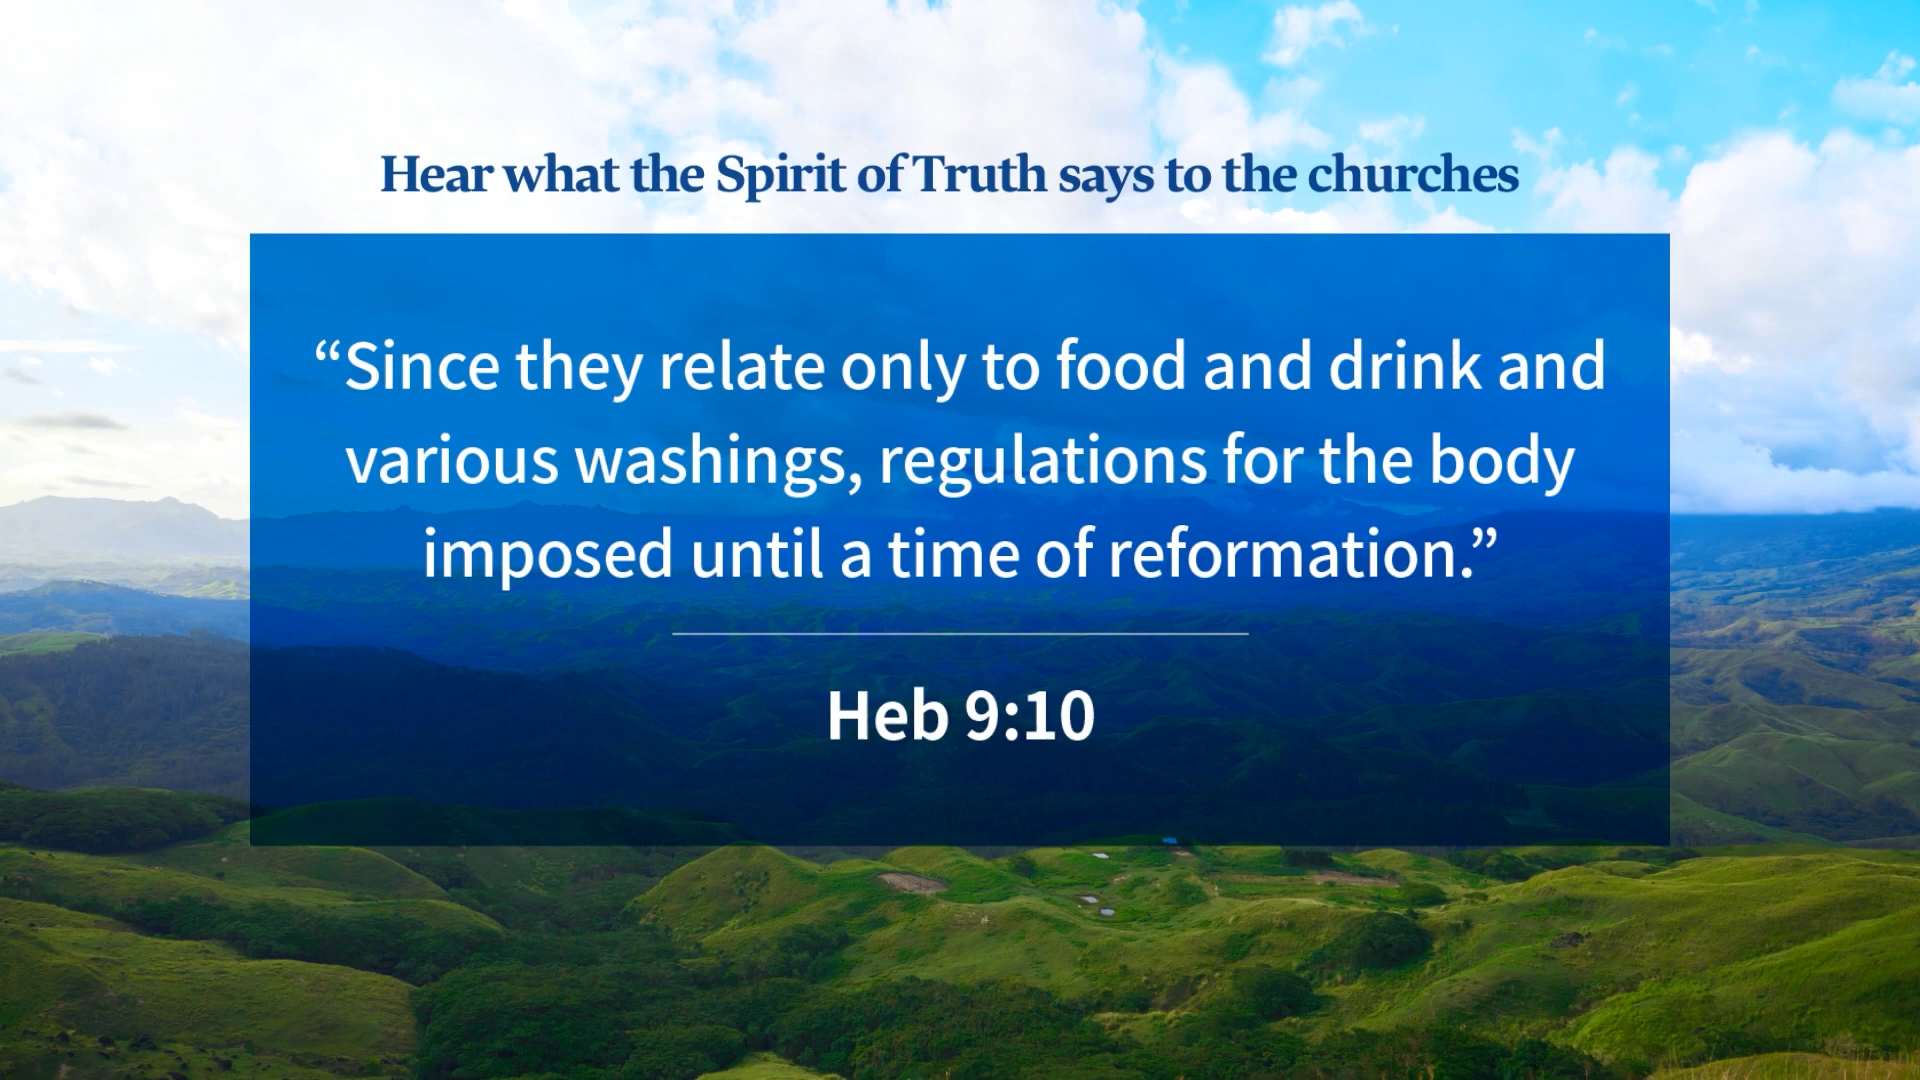 Hear what the Spirit of Truth says to the churches
“Since they relate only to food and drink and
various washings, regulations for the body
imposed until a time of reformation.”
Heb 9:10